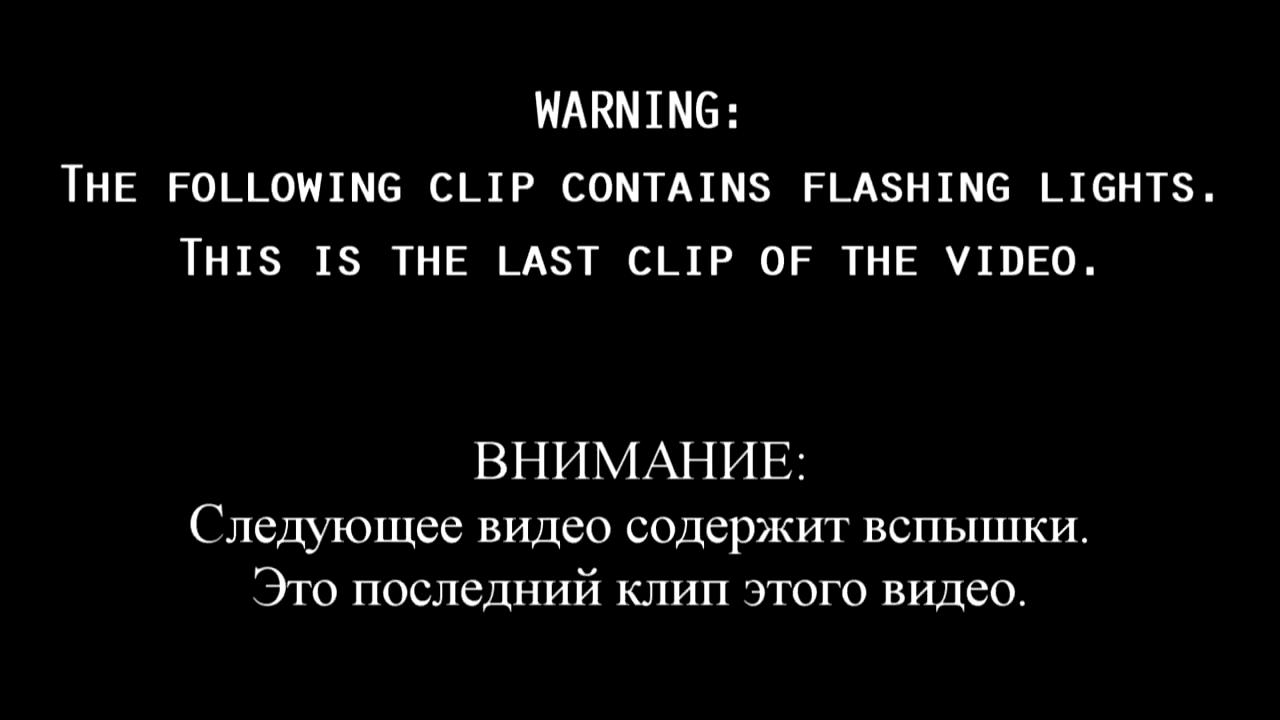 WARNING:
THE FOLLOWING CLIP CONTAINS FLASHING LIGHTS.
THIS IS THE LAST CLIP OF THE VIDEO.
ВНИМАНИЕ:
Следующее видео содержит вспышки.
Это последний клип этого видео.